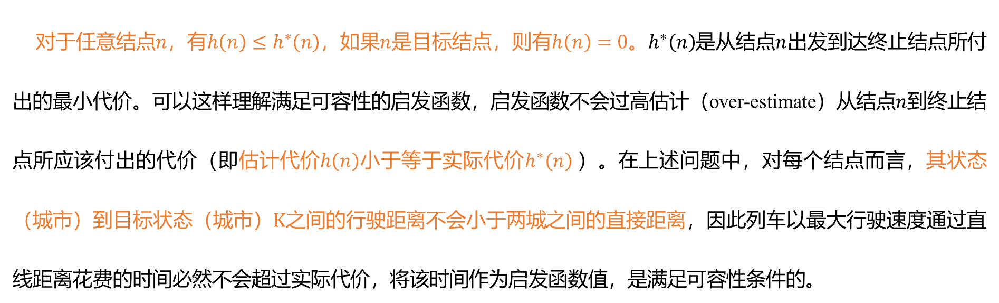 对于任意结点n，有h(n) ≤ h*(n)，如果n是目标结点，则有h(n) = 0。h*(n)是从结点n出发到达终止结点所付
出的最小代价。可以这样理解满足可容性的启发函数，启发函数不会过高估计（over-estimate）从结点n到终止结
点所应该付出的代价（即估计代价h(n)小于等于实际代价h*(n) ）。在上述问题中，对每个结点而言，其状态
（城市）到目标状态（城市）K之间的行驶距离不会小于两城之间的直接距离，因此列车以最大行驶速度通过直
线距离花费的时间必然不会超过实际代价，将该时间作为启发函数值，是满足可容性条件的。